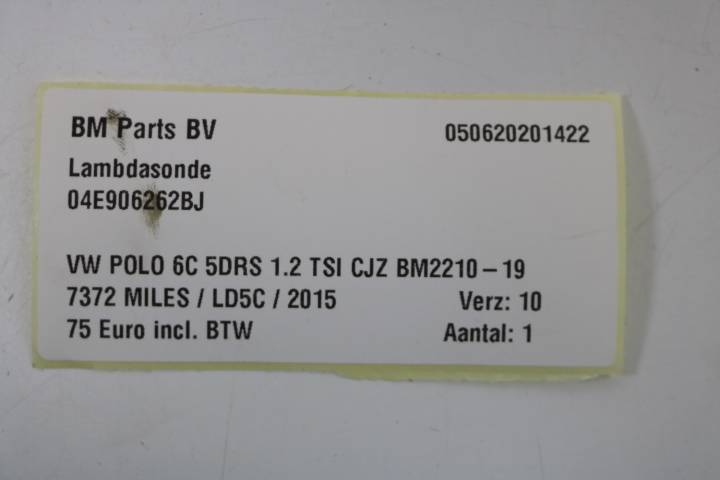 BM Parts BV 050620201422
Lambdasonde
04E906262BJ
VW POLO 6C 5DRS 1.2 TSI CJZ BM2210-19
7372 MILES / LD5C / 2015 Verz: 10
75 Euro incl. BTW Aantal: 1